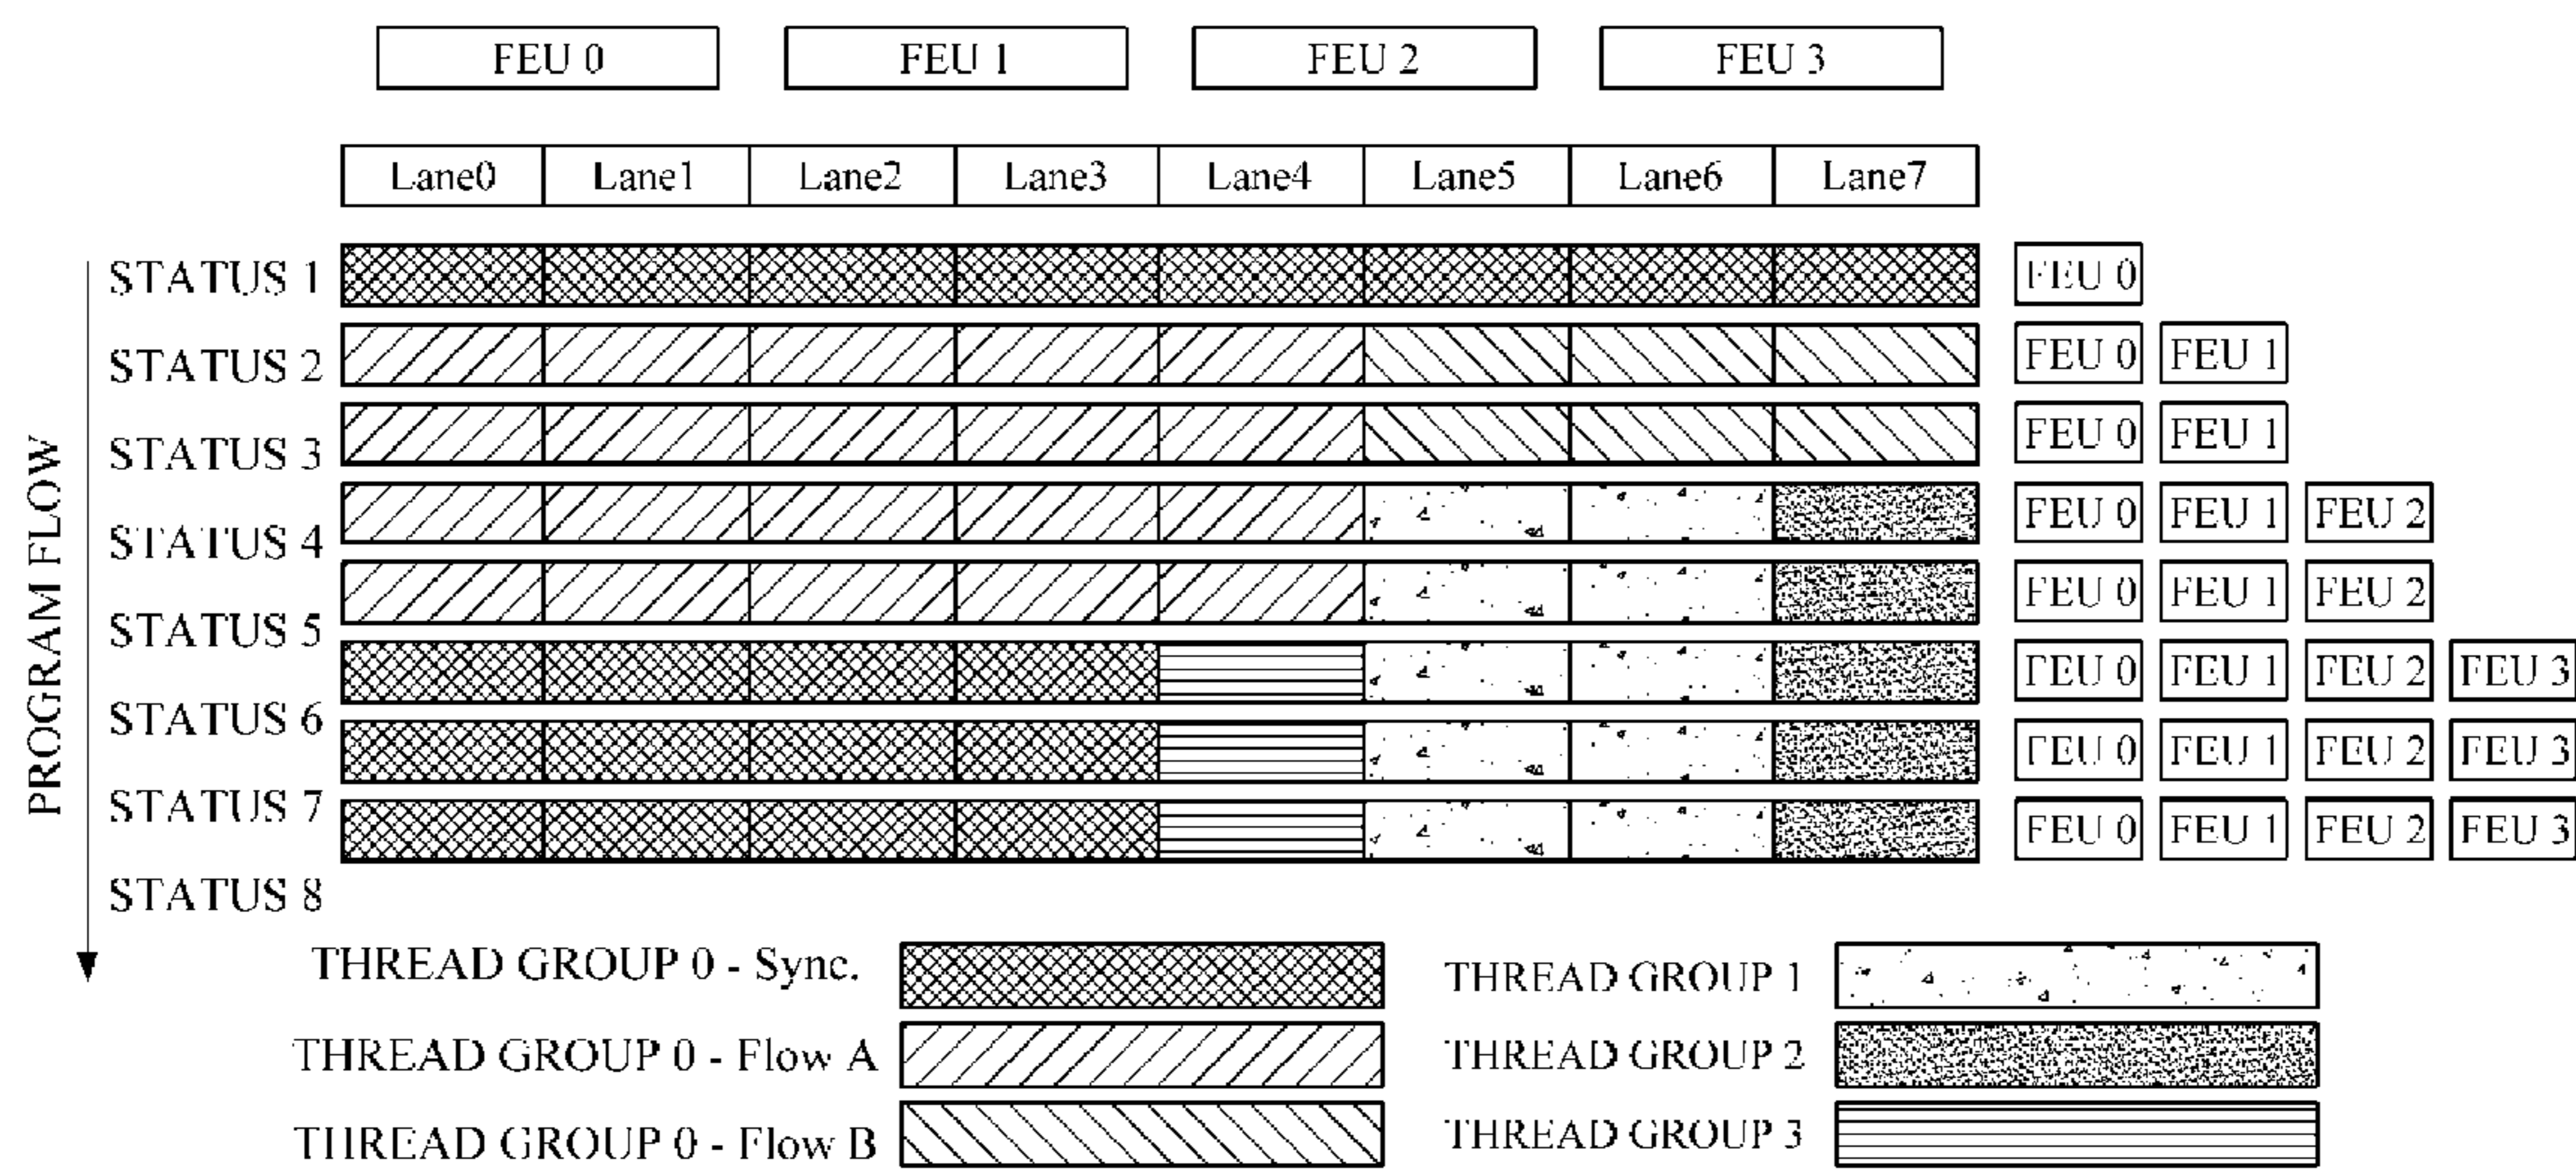 FEU 0 FEU 1 FEU 2 FEU 3
Lane0 Lane1 Lane2 Lane3 Lane4 Lane5 Lane6 Lane7
PROGRAM FLOW
STATUS 1 FEU 0
STATUS 2 FEU 0 FEU 1
STATUS 3 FEU 0 FEU 1
STATUS 4 FEU 0 FEU 1 FEU 2
STATUS 5 FEU 0 FEU 1 FEU 2
STATUS 6 FEU 0 FEU 1 FEU 2 FEU 3
STATUS 7 FEU 0 FEU 1 FEU 2 FEU 3
STATUS 8 FEU 0 FEU 1 FEU 2 FEU 3
THREAD GROUP 0 - Sync. THREAD GROUP 1
THREAD GROUP 0 - Flow A THREAD GROUP 2
THREAD GROUP 0 - Flow B THREAD GROUP 3